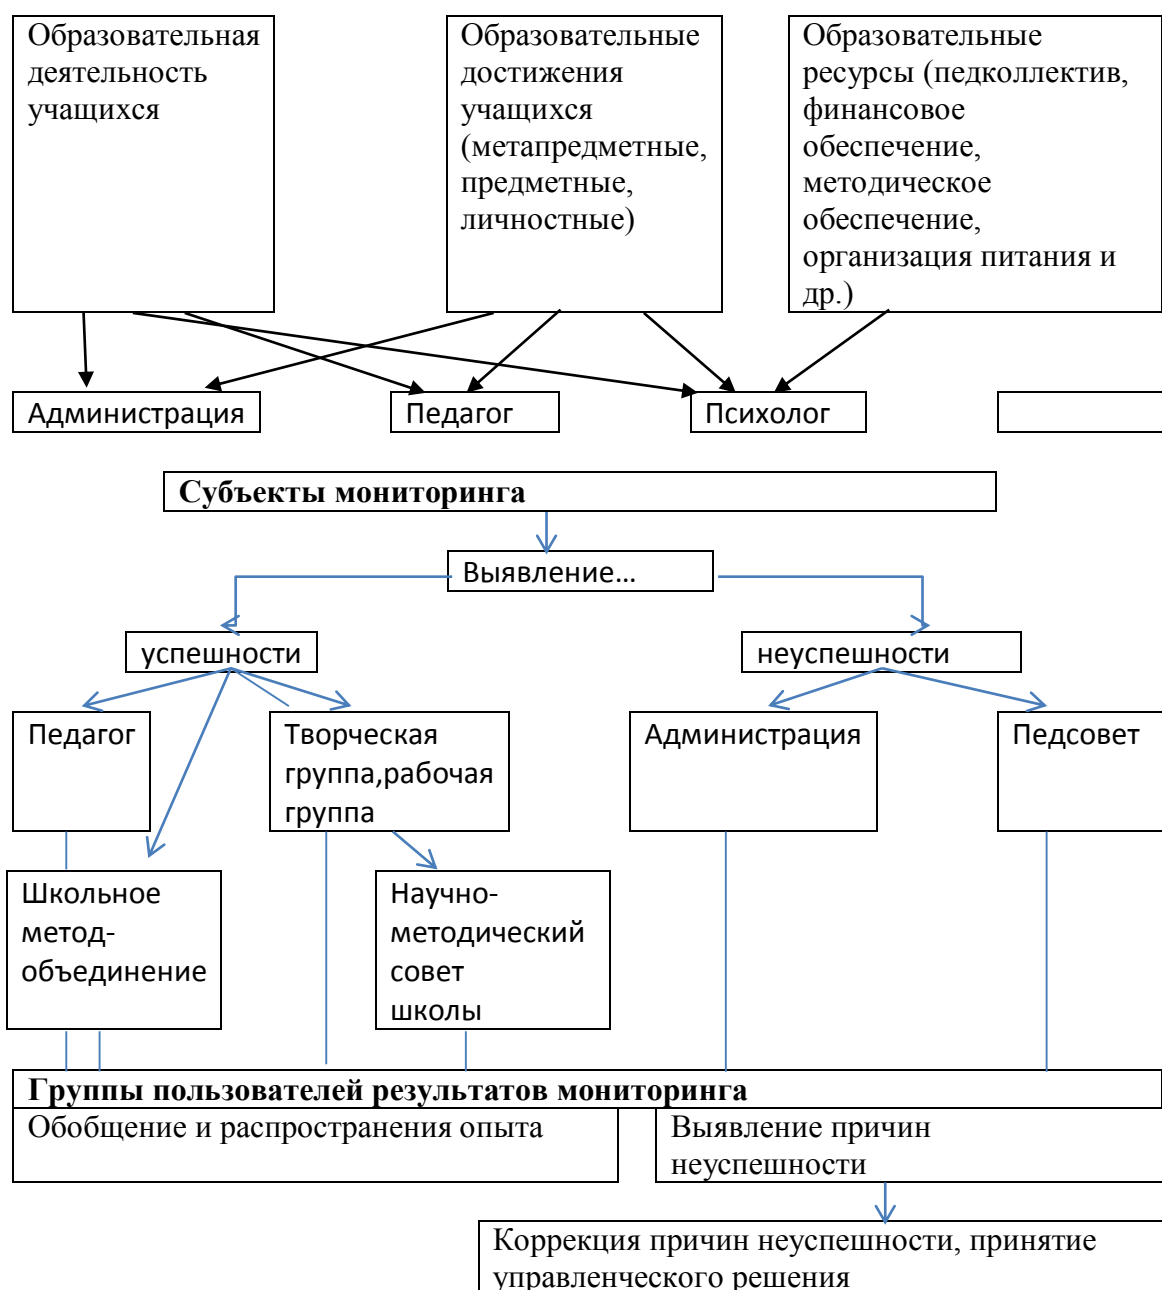 Образовательная
деятельность
учащихся
Образовательные
достижения
учащихся
(метапредметные,
предметные,
личностные)
Образовательные
ресурсы (педколлектив,
финансовое
обеспечение,
методическое
обеспечение,
организация питания и
др.)
Администрация
Педагог
Психолог
Субъекты мониторинга
Выявление...
успешности
неуспешности
Педагог
Творческая
группа,рабочая
группа
Администрация
Педсовет
Школьное
метод-
объединение
Научно-
методический
совет
школы
Группы пользователей результатов мониторинга
Обобщение и распространения опыта
Выявление причин
неуспешности
Коррекция причин неуспешности, принятие
управленческого решения